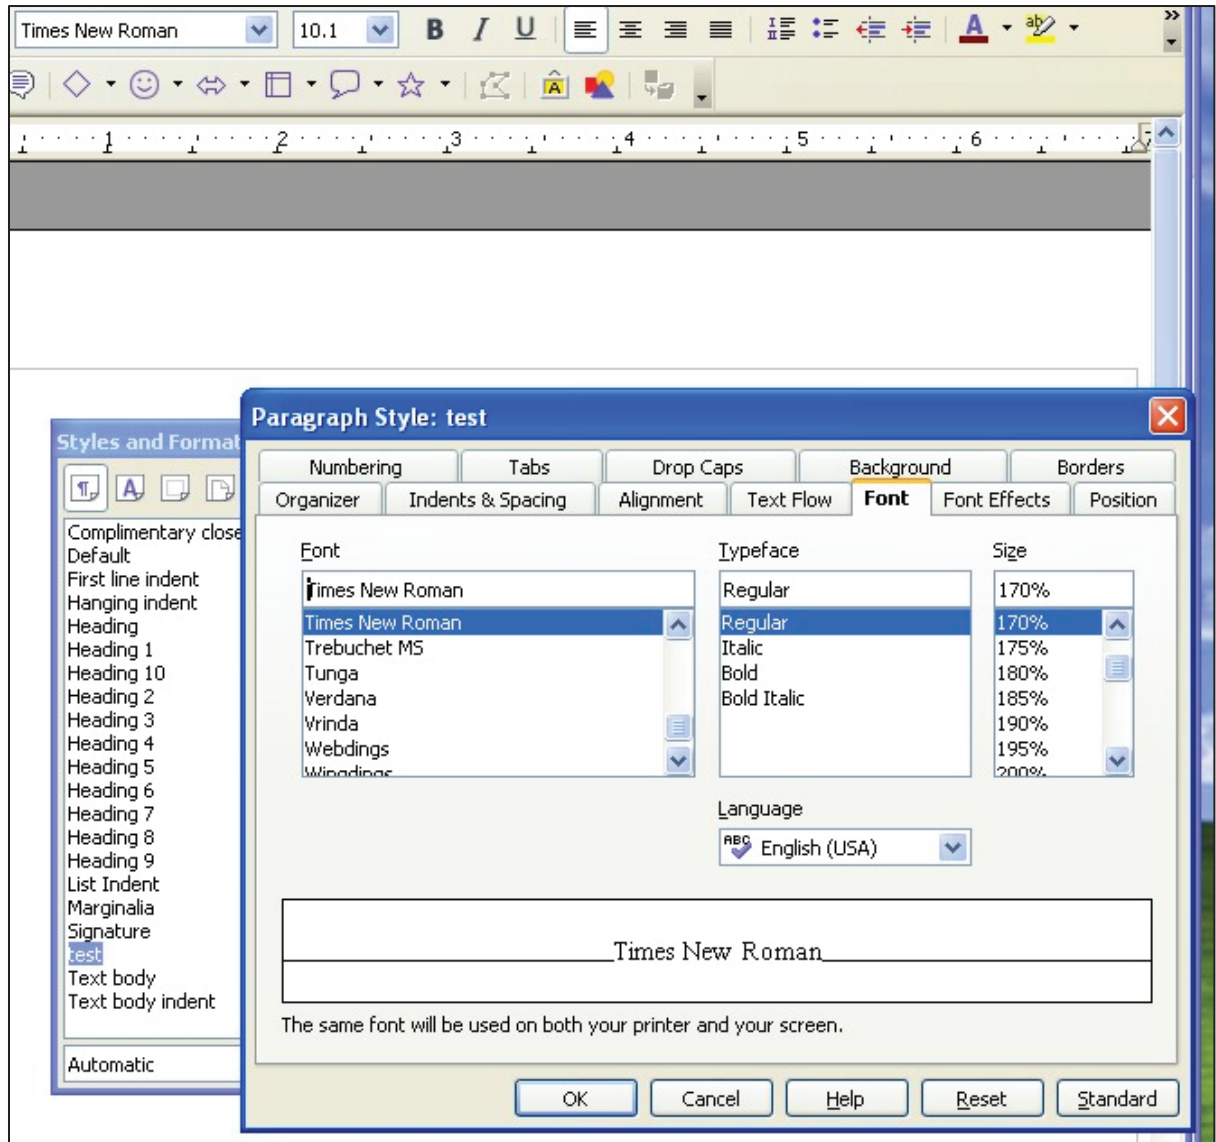 Times New Roman 10.1 B I U A ab
1 2 3 4 5 6 7
Paragraph Style: test
Styles and Format
Numbering Tabs Drop Caps Background Borders
Organizer Indents & Spacing Alignment Text Flow Font Font Effects Position
Complimentary close
Default
First line indent
Hanging indent
Heading
Heading 1
Heading 10
Heading 2
Heading 3
Heading 4
Heading 5
Heading 6
Heading 7
Heading 8
Heading 9
List Indent
Marginalia
Signature
test
Text body
Text body indent
Automatic
Font Typeface Size
Times New Roman Regular 170%
Times New Roman Regular 170%
Trebuchet MS Italic 175%
Tunga Bold 180%
Verdana Bold Italic 185%
Vrinda 190%
Webdings 195%
Wingdings 200%
Language
ABC English (USA)
Times New Roman
The same font will be used on both your printer and your screen.
OK Cancel Help Reset Standard